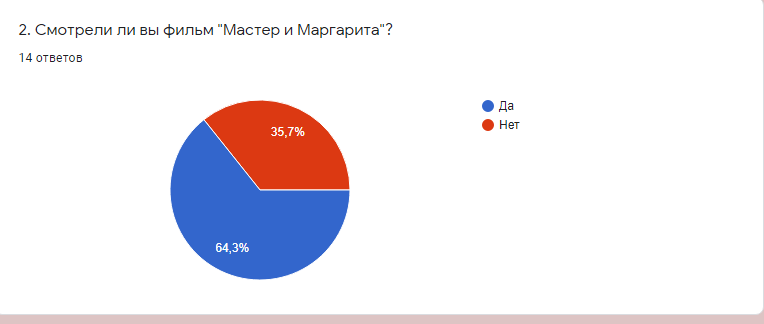 2. Смотрели ли вы фильм "Мастер и Маргарита"?
14 ответов
Да
Нет
35,7%
64,3%